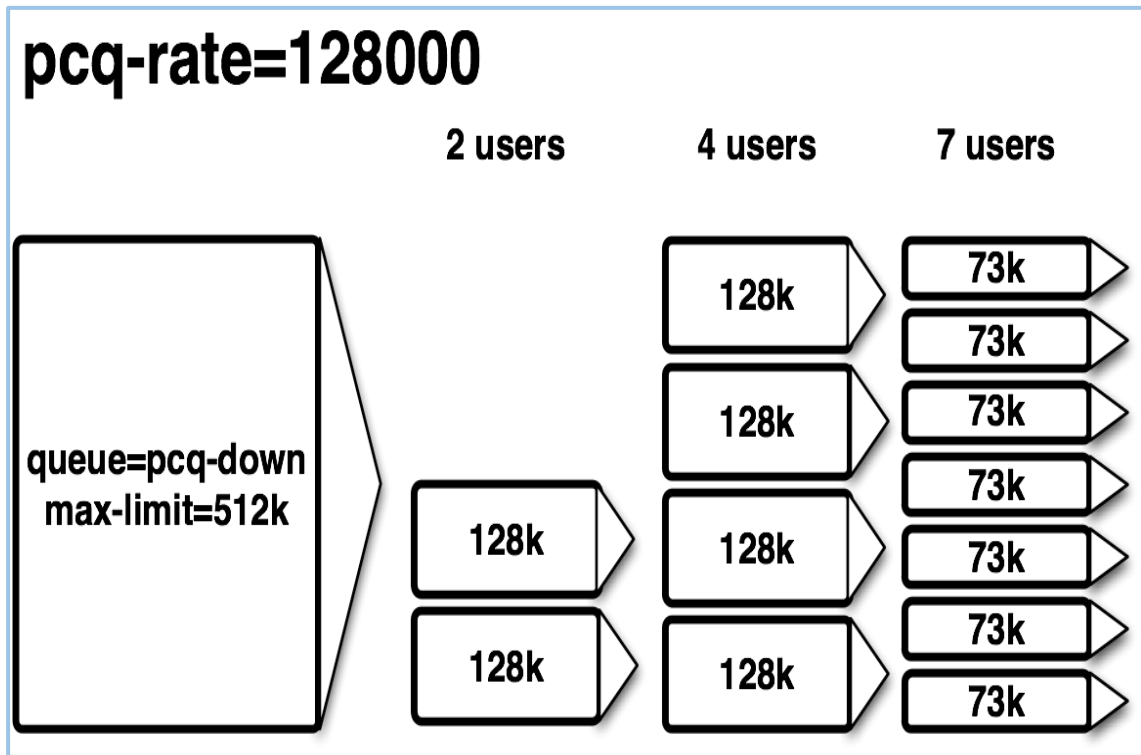 pcq-rate=128000
2 users
4 users
7 users
queue=pcq-down
max-limit=512k
128k
128k
128k
128k
128k
128k
73k
73k
73k
73k
73k
73k
73k